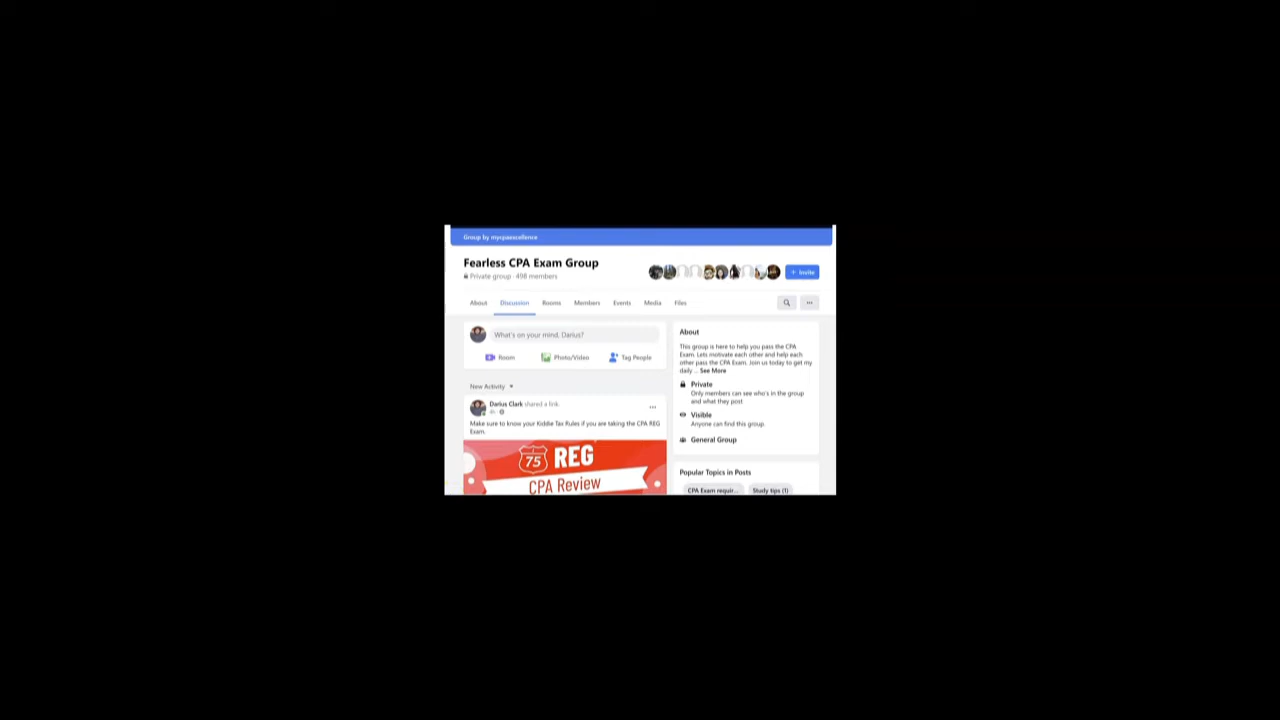 Group by mycpaexcellence
Fearless CPA Exam Group
Private group · 498 members
+ Invite
About
Discussion
Rooms
Members
Events
Media
Files
What's on your mind, Darius?
Room
Photo/Video
Tag People
New Activity
Darius Clark shared a link.
Make sure to know your Kiddie Tax Rules if you are taking the CPA REG
Exam.
75 REG
CPA Review
About
This group is here to help you pass the CPA
Exam. Lets motivate each other and help each
other pass the CPA Exam. Join us today to get my
daily ... See More
Private
Only members can see who's in the group
and what they post
Visible
Anyone can find this group.
General Group
Popular Topics in Posts
CPA Exam requir...
Study tips (1)